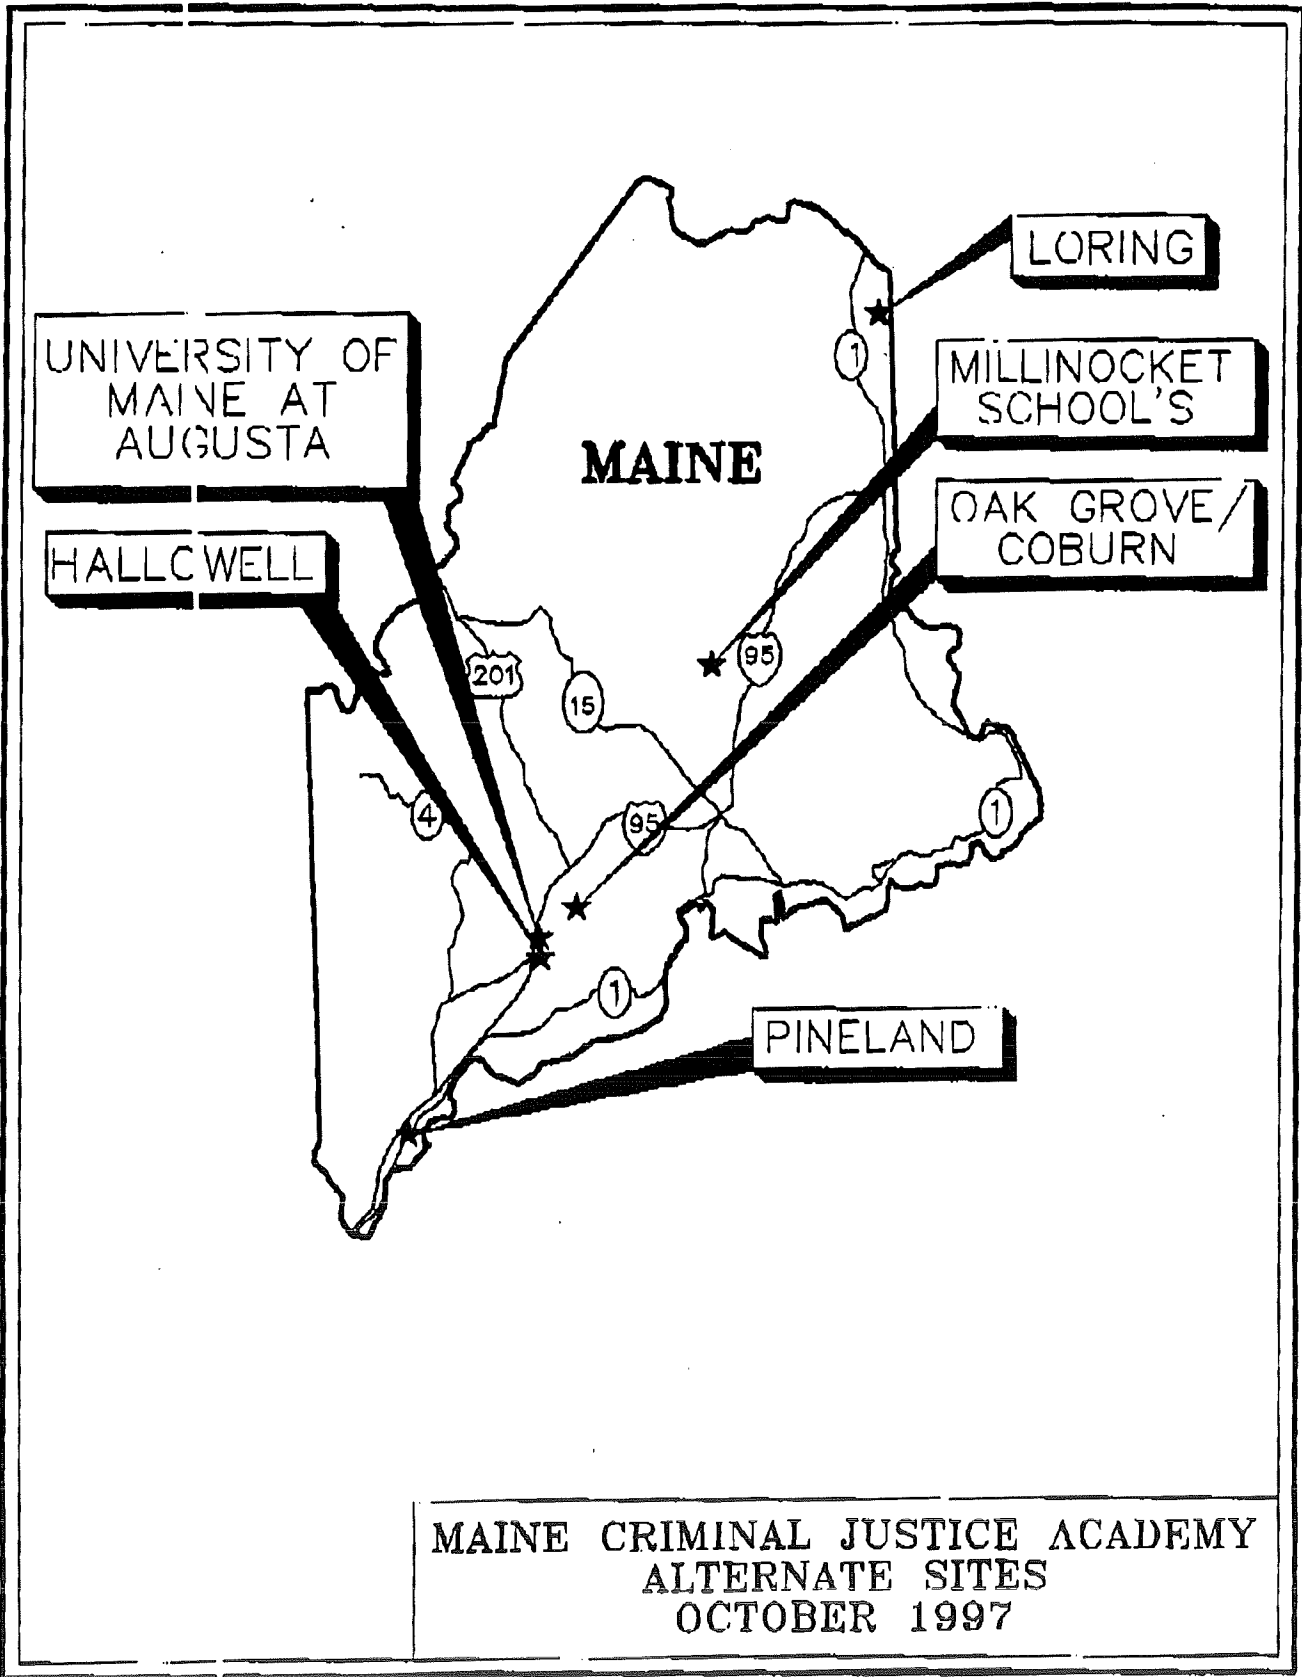 LORING
UNIVERSITY OF
MAINE AT
AUGUSTA
1
MILLINOCKET
SCHOOL'S
MAINE
OAK GROVE/
COBURN
HALLOWELL
95
201
15
4
95
1
1
PINELAND
MAINE CRIMINAL JUSTICE ACADEMY
ALTERNATE SITES
OCTOBER 1997